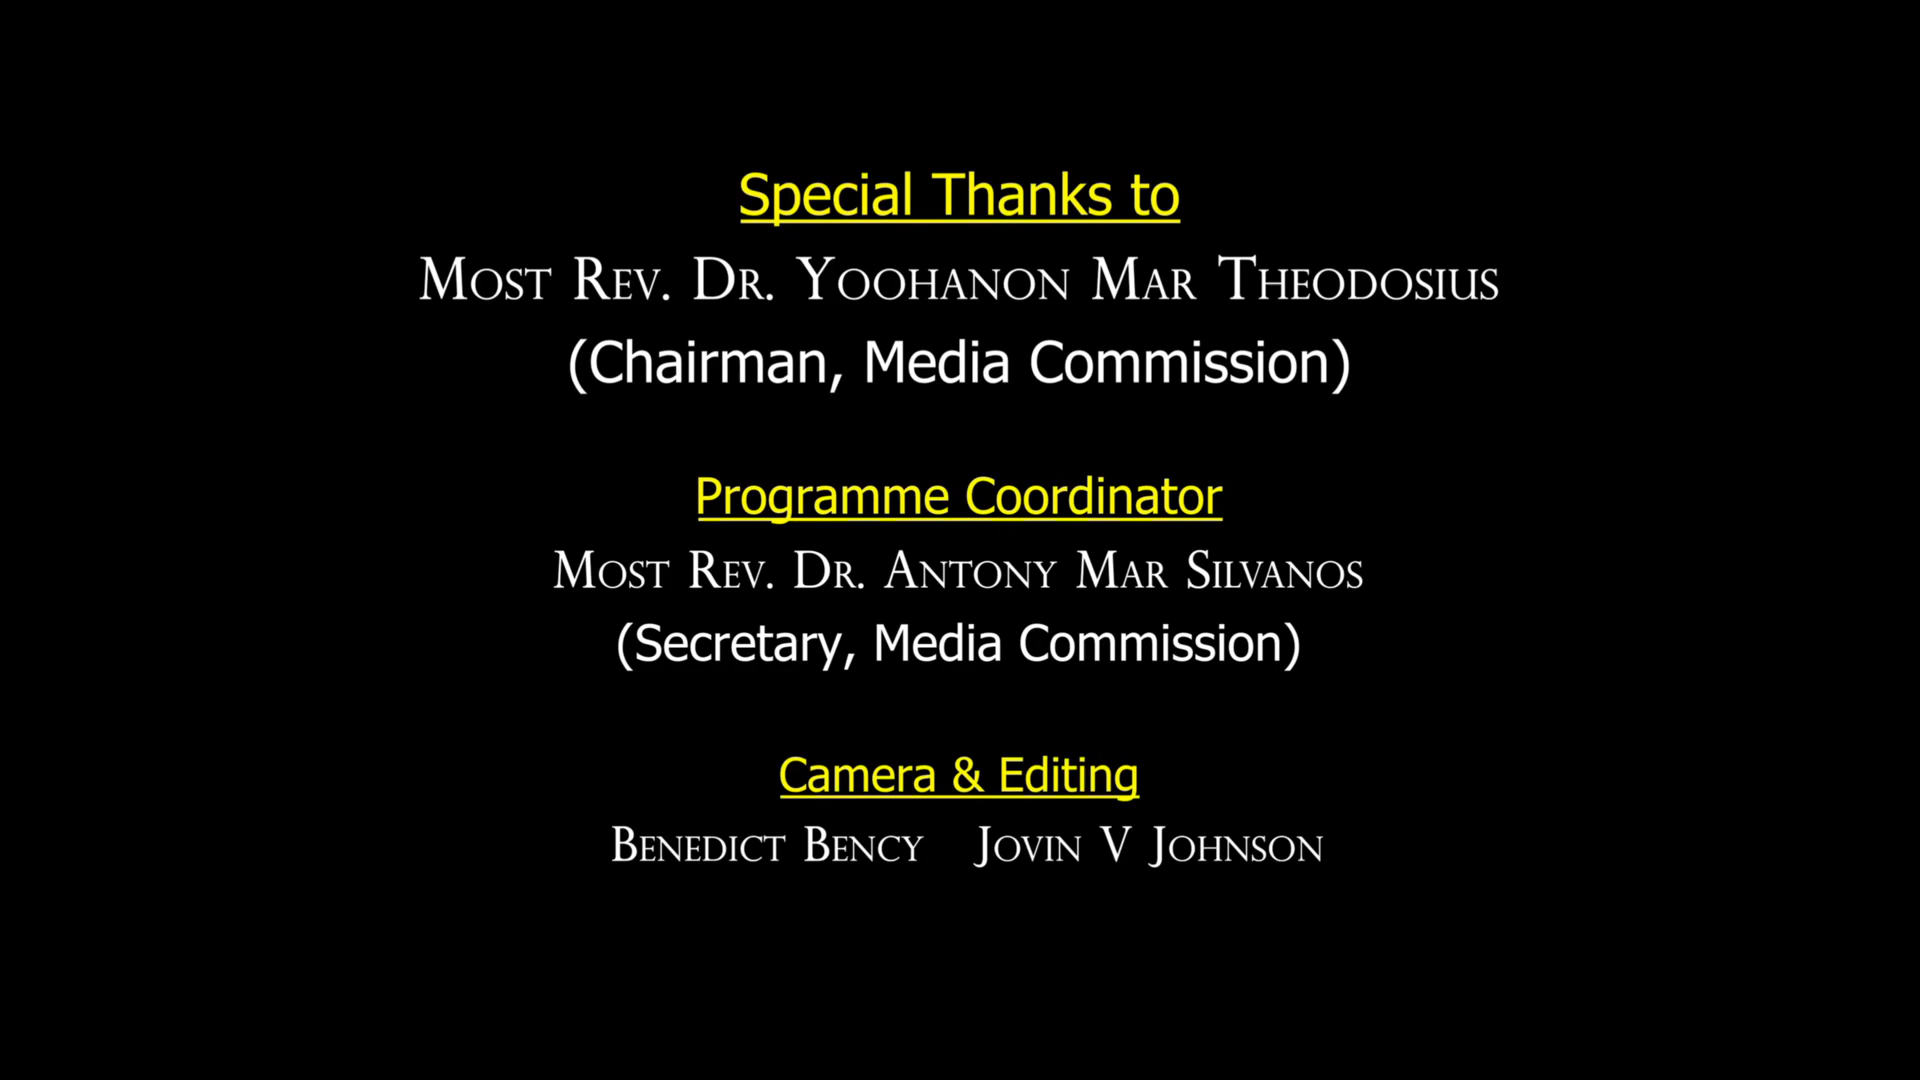 Special Thanks to
Most Rev. Dr. Yoohanon Mar Theodosius
(Chairman, Media Commission)
Programme Coordinator
Most Rev. Dr. Antony Mar Silvanos
(Secretary, Media Commission)
Camera & Editing
Benedict Bency Jovin V Johnson